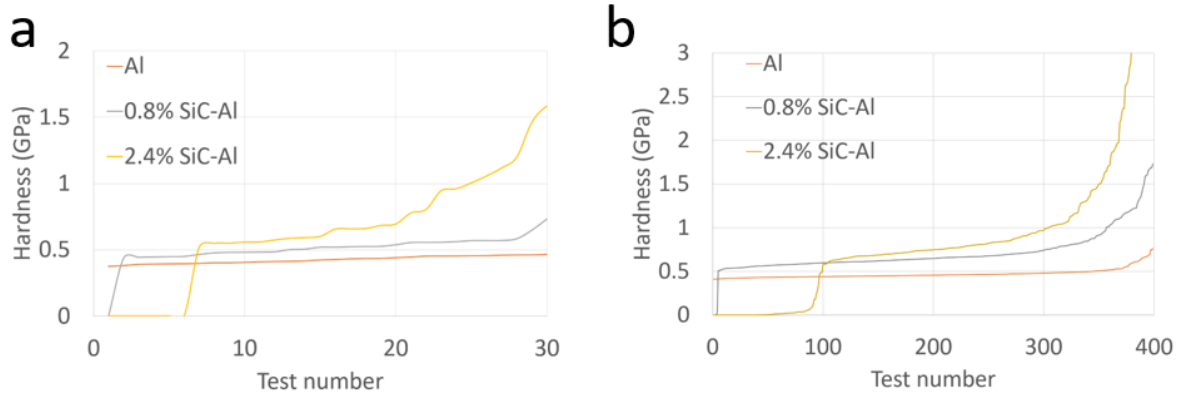 a
2
1.5
1
0.5
0
Hardness (GPa)
Al
0.8% SiC-Al
2.4% SiC-Al
0 10 20 30
Test number
b
3
2.5
2
1.5
1
0.5
0
Hardness (GPa)
Al
0.8% SiC-Al
2.4% SiC-Al
0 100 200 300 400
Test number